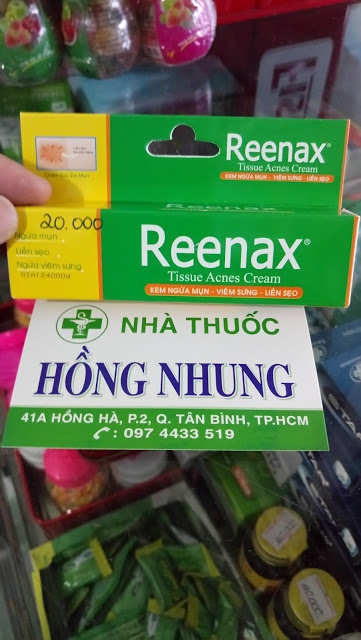 Reenax®
Tissue Acnes Cream
KEM NGỪA MỤN - VIÊM SƯNG - LIỀN SẸO
20.000
Ngừa mụn
Liền sẹo
Ngừa viêm sưng
Reenax®
Tissue Acnes Cream
KEM NGỪA MỤN - VIÊM SƯNG - LIỀN SẸO
NHÀ THUỐC
HỒNG NHUNG
41A HỒNG HÀ, P.2, Q. TÂN BÌNH, TP.HCM
: 097 4433 519